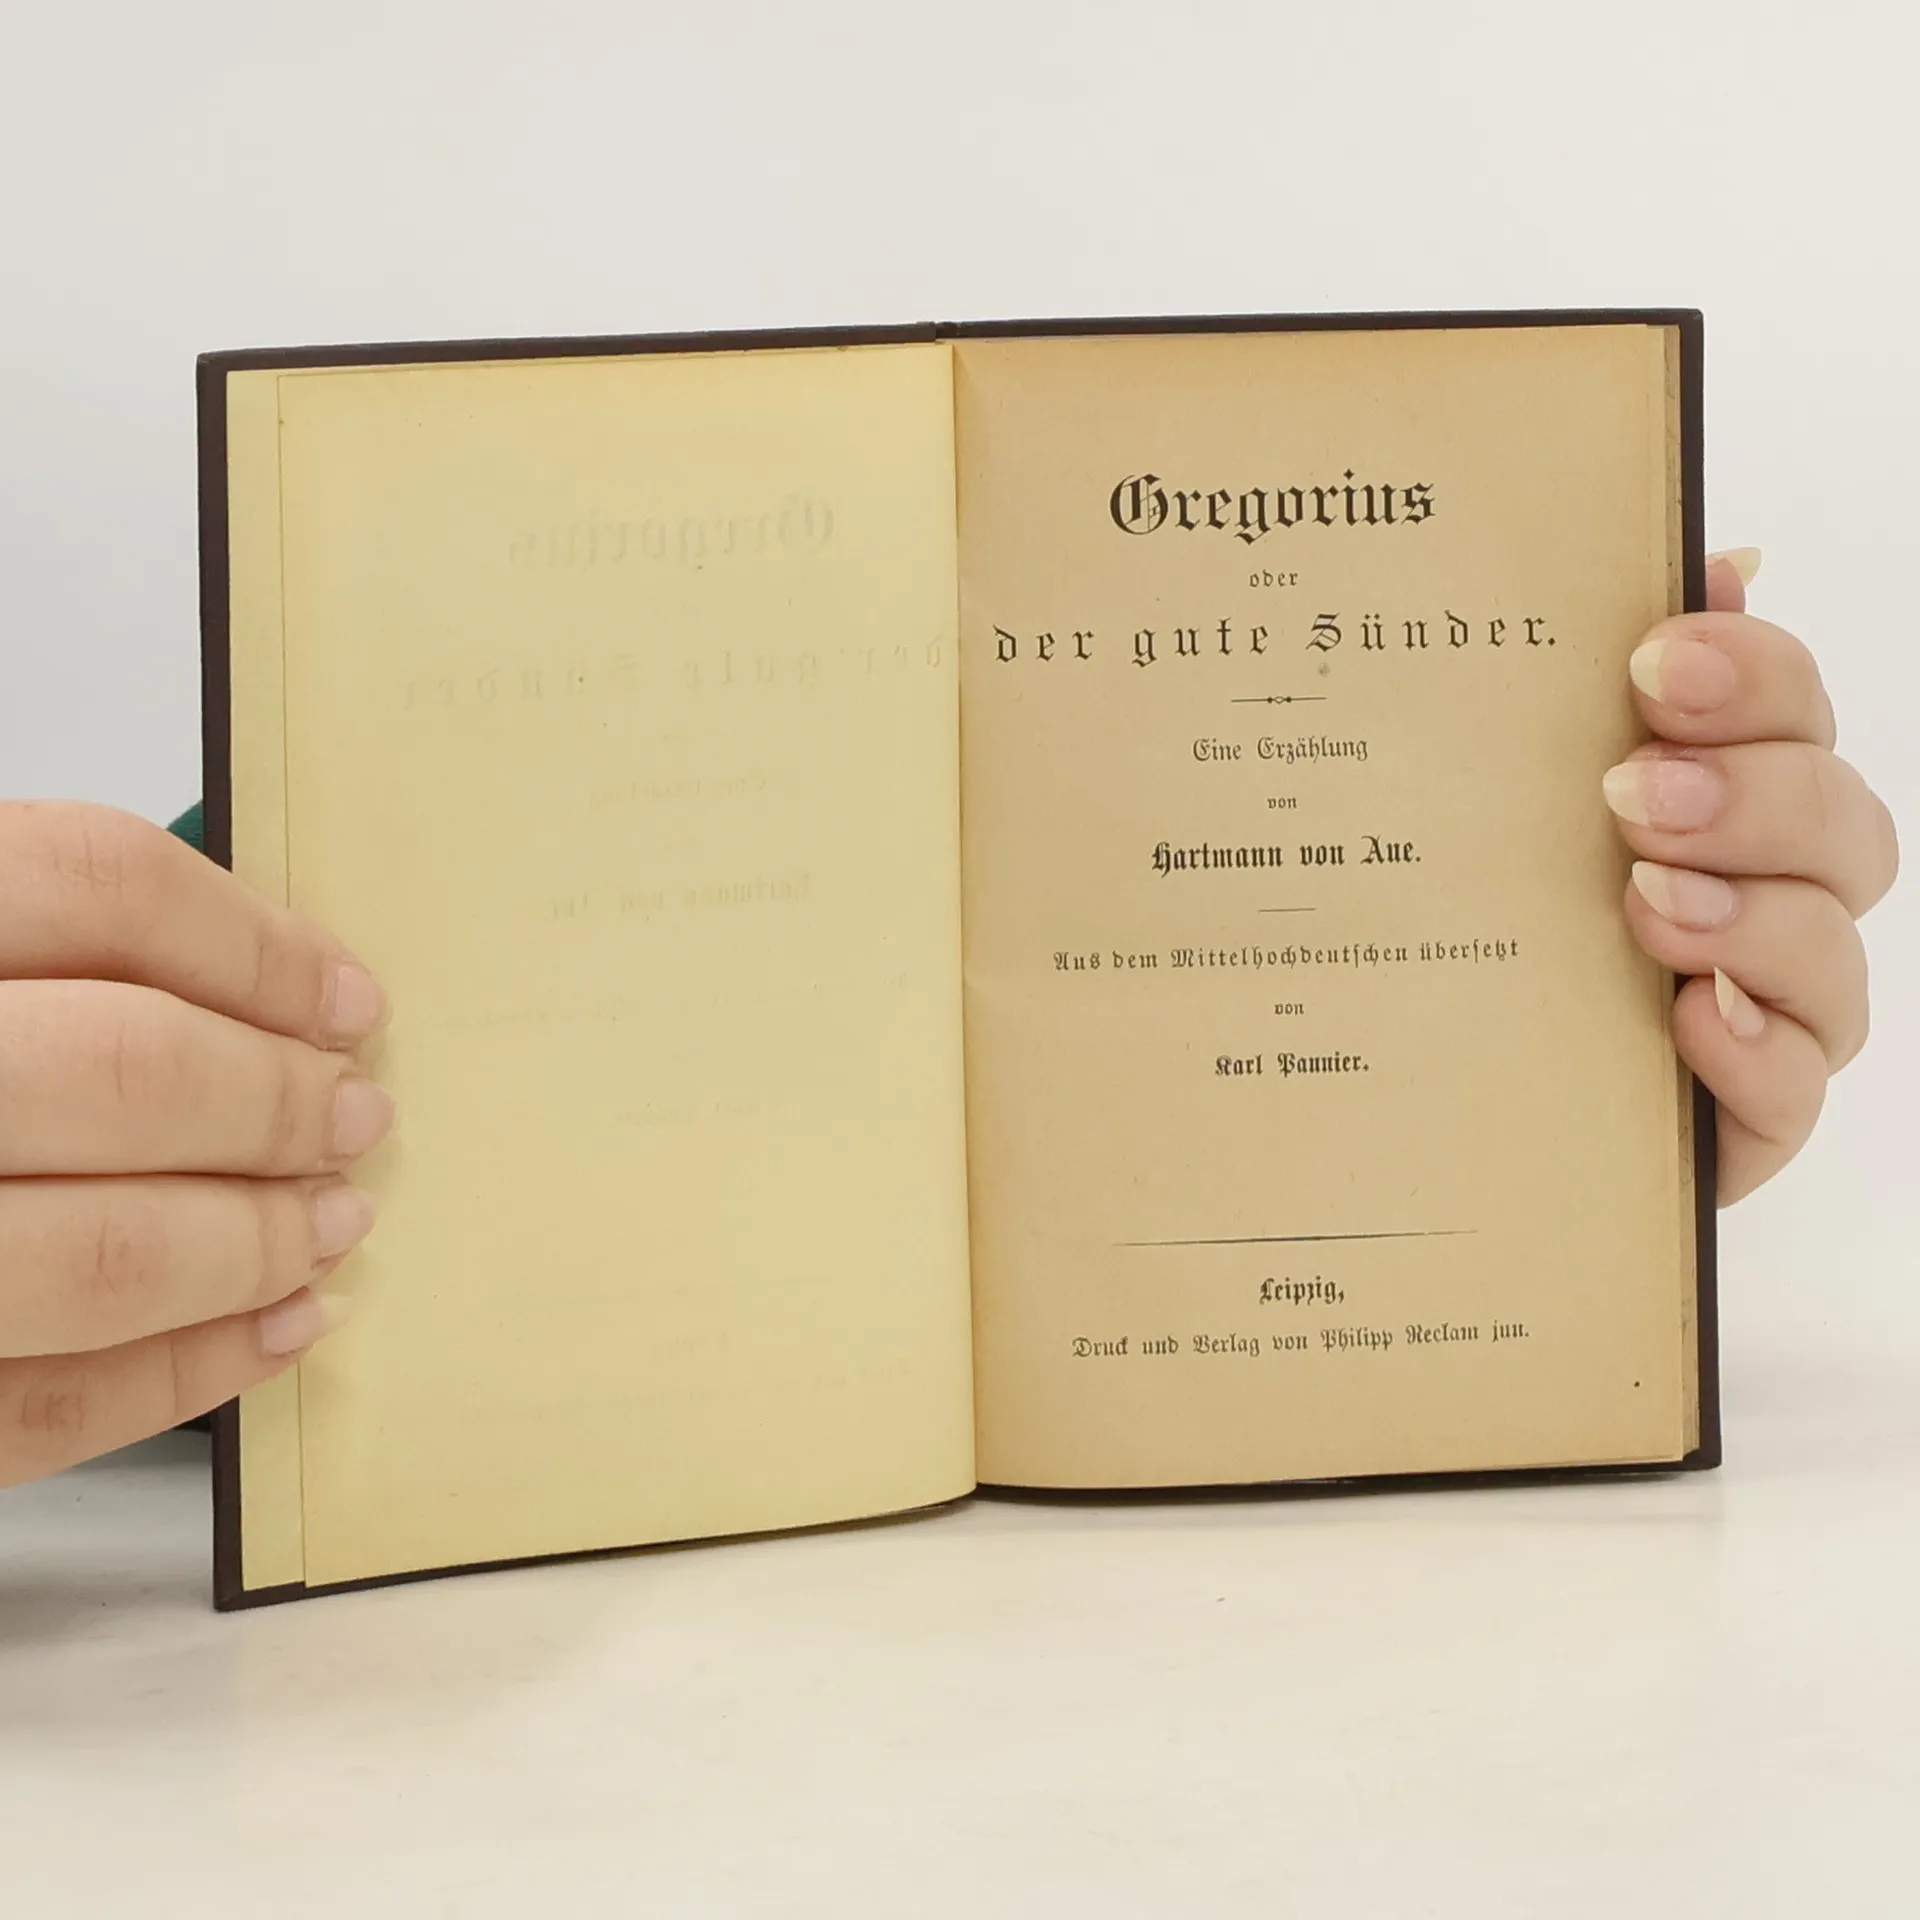 Gregorius
oder
der gute Sünder.
Eine Erzählung
von
Hartmann von Aue.
Aus dem Mittelhochdeutschen übersetzt
von
Karl Pannier.
Leipzig,
Druck und Verlag von Philipp Reclam jun.